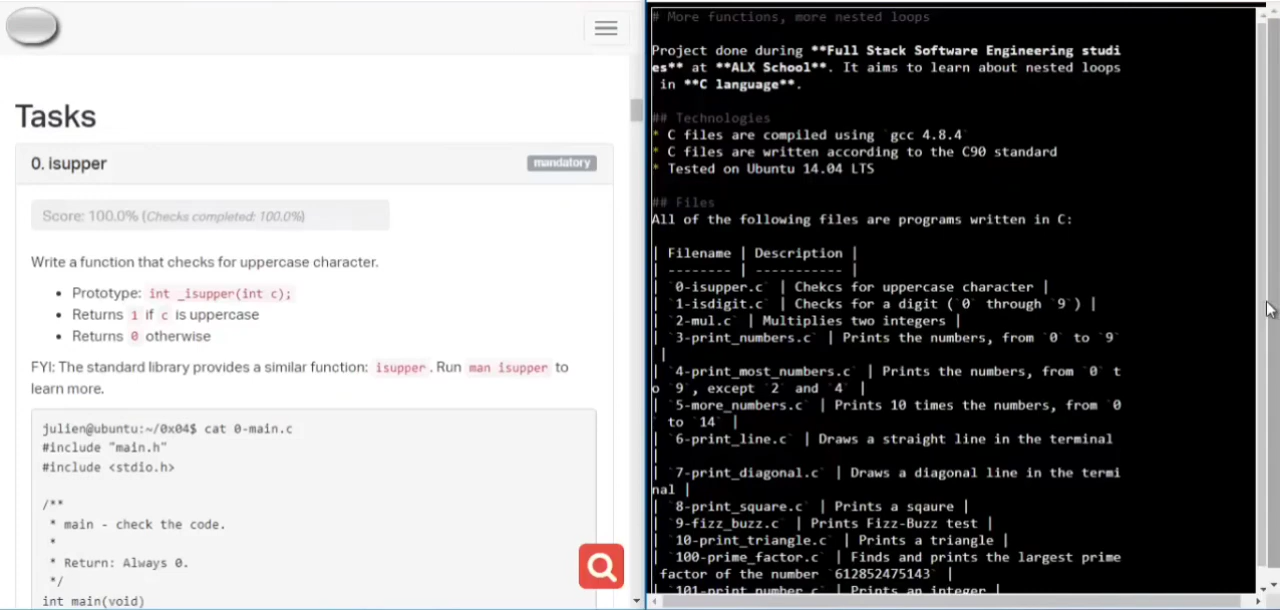 Tasks
0. isupper
mandatory
Score: 100.0% (Checks completed: 100.0%)
Write a function that checks for uppercase character.
• Prototype: int _isupper(int c);
• Returns 1 if c is uppercase
• Returns 0 otherwise
FYI: The standard library provides a similar function: isupper. Run man isupper to
learn more.
julien@ubuntu:~/0x04$ cat 0-main.c
#include "main.h"
#include <stdio.h>
/**
* main - check the code.
*
* Return: Always 0.
*/
int main(void)
# More functions, more nested loops
Project done during **Full Stack Software Engineering studi
es** at **ALX School**. It aims to learn about nested loops
in **C language**.
## Technologies
* C files are compiled using `gcc 4.8.4`
* C files are written according to the C90 standard
* Tested on Ubuntu 14.04 LTS
## Files
All of the following files are programs written in C:
| Filename | Description |
| -------- | ----------- |
| `0-isupper.c` | Chekcs for uppercase character |
| `1-isdigit.c` | Checks for a digit (`0` through `9`) |
| `2-mul.c` | Multiplies two integers |
| `3-print_numbers.c` | Prints the numbers, from `0` to `9`
|
| `4-print_most_numbers.c` | Prints the numbers, from `0` t
o `9`, except `2` and `4` |
| `5-more_numbers.c` | Prints 10 times the numbers, from `0`
to `14` |
| `6-print_line.c` | Draws a straight line in the terminal
|
| `7-print_diagonal.c` | Draws a diagonal line in the termi
nal |
| `8-print_square.c` | Prints a sqaure |
| `9-fizz_buzz.c` | Prints Fizz-Buzz test |
| `10-print_triangle.c` | Prints a triangle |
| `100-prime_factor.c` | Finds and prints the largest prime
factor of the number `612852475143` |
| `101-print_number.c` | Prints an integer |